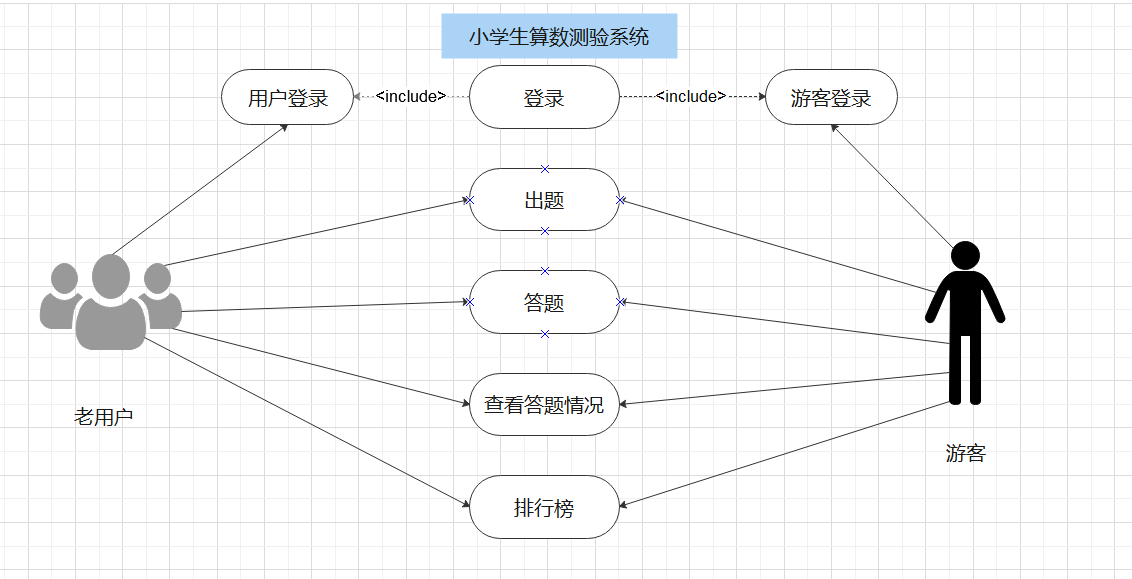 小学生算数测验系统
用户登录
<include>
登录
<include>
游客登录
出题
答题
查看答题情况
老用户
游客
排行榜